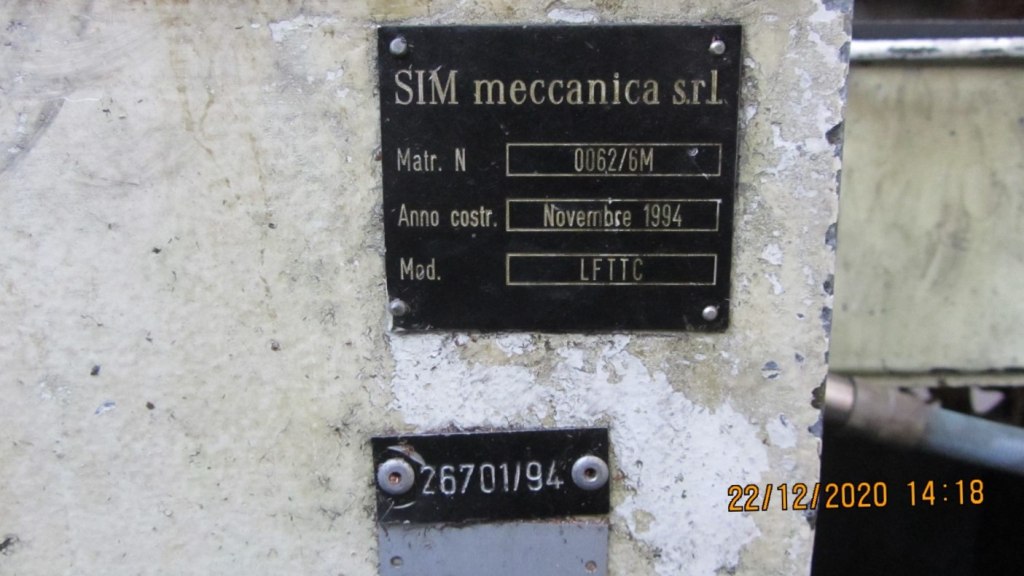 SIM meccanica s.r.l.
Matr. N 0062/6M
Anno costr. Novembre 1994
Mod. LFTTC
26701/94
22/12/2020 14:18